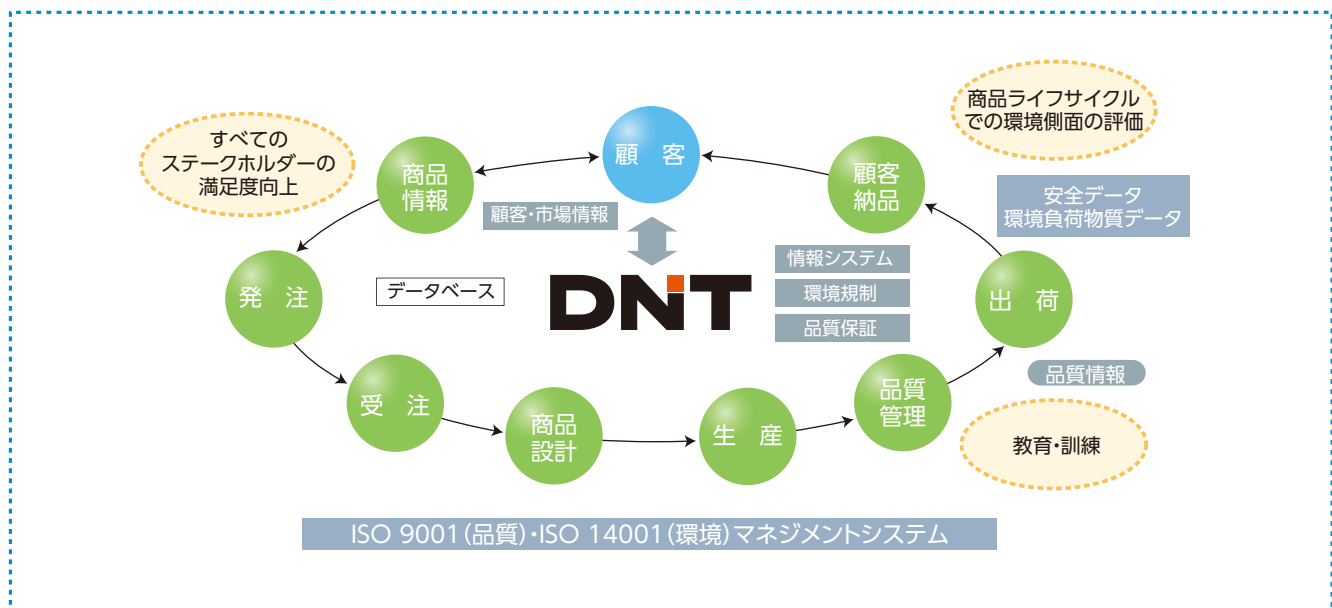 商品ライフサイクル
での環境側面の評価
すべての
ステークホルダーの
満足度向上
顧 客
商品
情報
顧客
納品
顧客・市場情報
安全データ
環境負荷物質データ
情報システム
データベース
DNT
環境規制
品質保証
発 注
出 荷
受 注
商品
設計
生 産
品質
管理
品質情報
教育・訓練
ISO 9001(品質)・ISO 14001(環境)マネジメントシステム